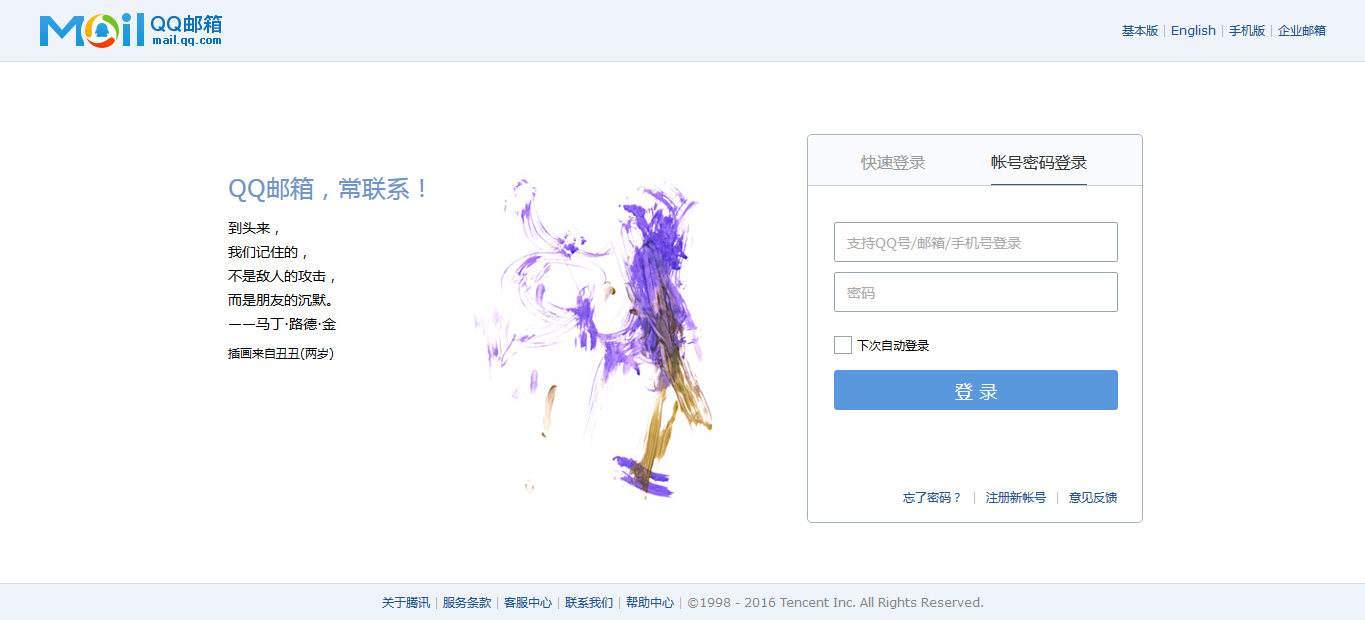 Mail QQ邮箱
mail.qq.com
基本版 | English | 手机版 | 企业邮箱
QQ邮箱，常联系！
到头来，
我们记住的，
不是敌人的攻击，
而是朋友的沉默。
——马丁·路德·金
插画来自丑丑(两岁)
快速登录 帐号密码登录
支持QQ号/邮箱/手机号登录
密码
下次自动登录
登 录
忘了密码？ | 注册新帐号 | 意见反馈
关于腾讯 | 服务条款 | 客服中心 | 联系我们 | 帮助中心 | ©1998 - 2016 Tencent Inc. All Rights Reserved.